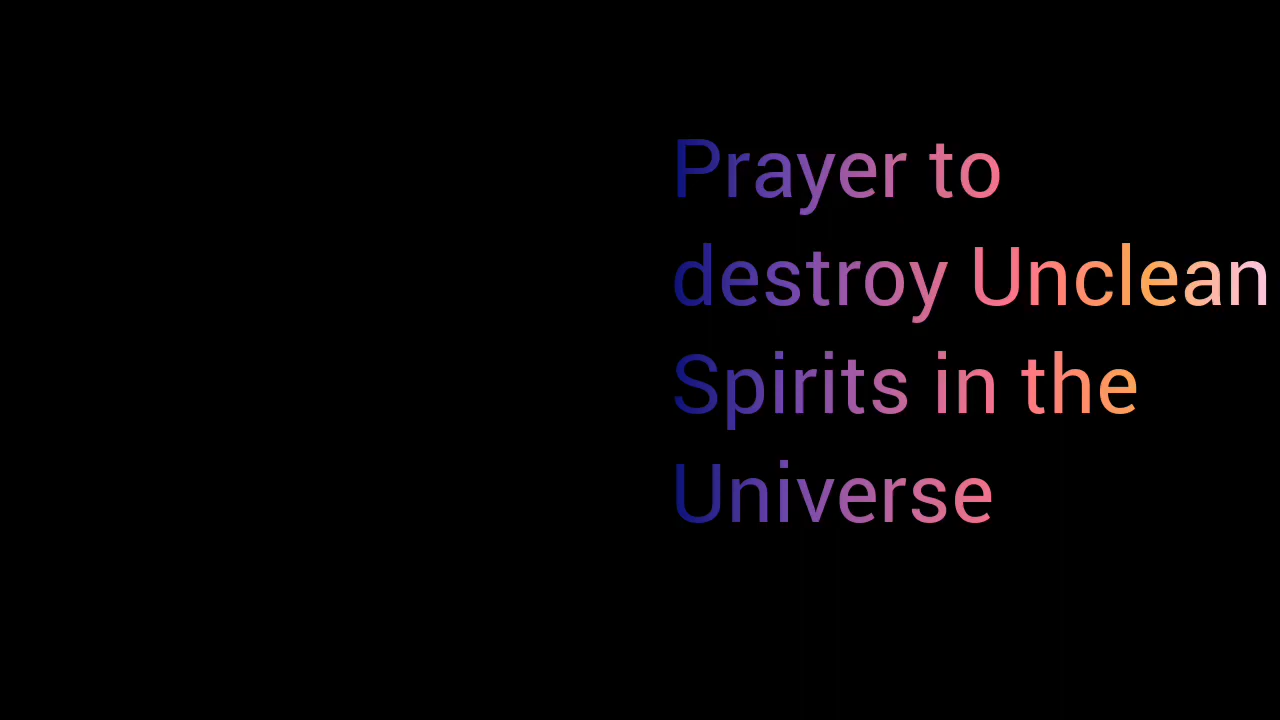 Prayer to
destroy Unclean
Spirits in the
Universe